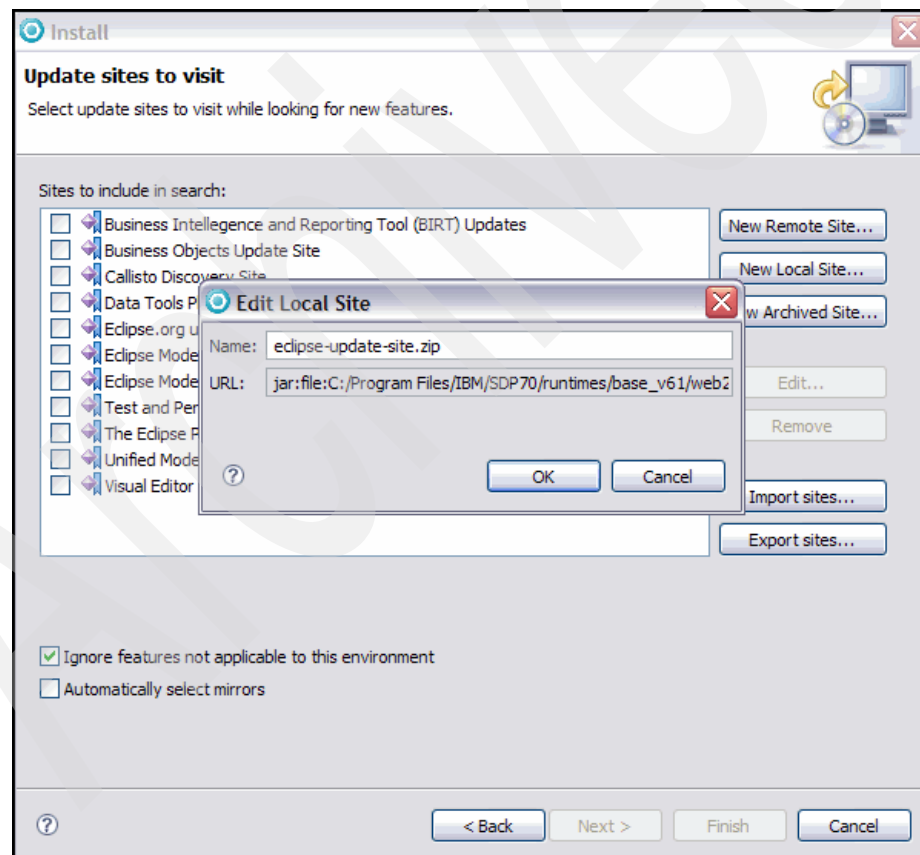 Install
Update sites to visit
Select update sites to visit while looking for new features.
Sites to include in search:
Business Intellegence and Reporting Tool (BIRT) Updates
Business Objects Update Site
Callisto Discovery Site
Data Tools P
Eclipse.org u
Eclipse Mode
Eclipse Mode
Test and Per
The Eclipse P
Unified Mode
Visual Editor
New Remote Site...
New Local Site...
w Archived Site...
Edit...
Remove
Import sites...
Export sites...
Edit Local Site
Name: eclipse-update-site.zip
URL: jar:file:C:/Program Files/IBM/SDP70/runtimes/base_v61/web2
? OK Cancel
Ignore features not applicable to this environment
Automatically select mirrors
? < Back Next > Finish Cancel